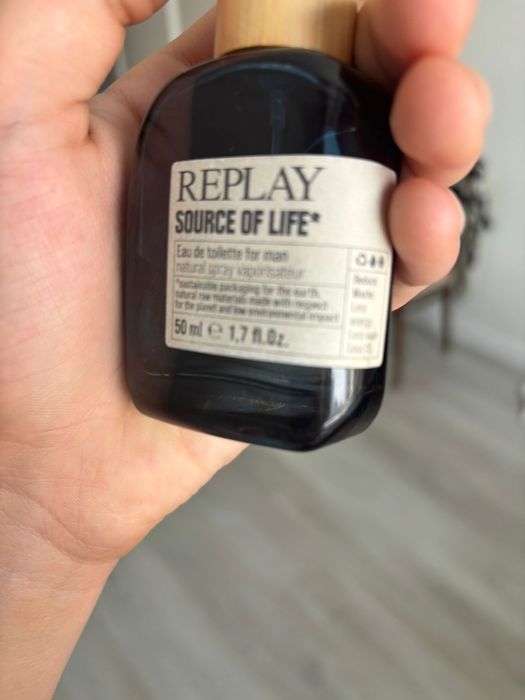 REPLAY
SOURCE OF LIFE*
Eau de toilette for man
natural spray vaporisateur
*sustainable packaging for the earth,
natural raw materials made with respect
for the planet and low environmental impact
50 ml ℮ 1,7 fl.Oz.
Reduce
Waste
Less
energy
Less
Less